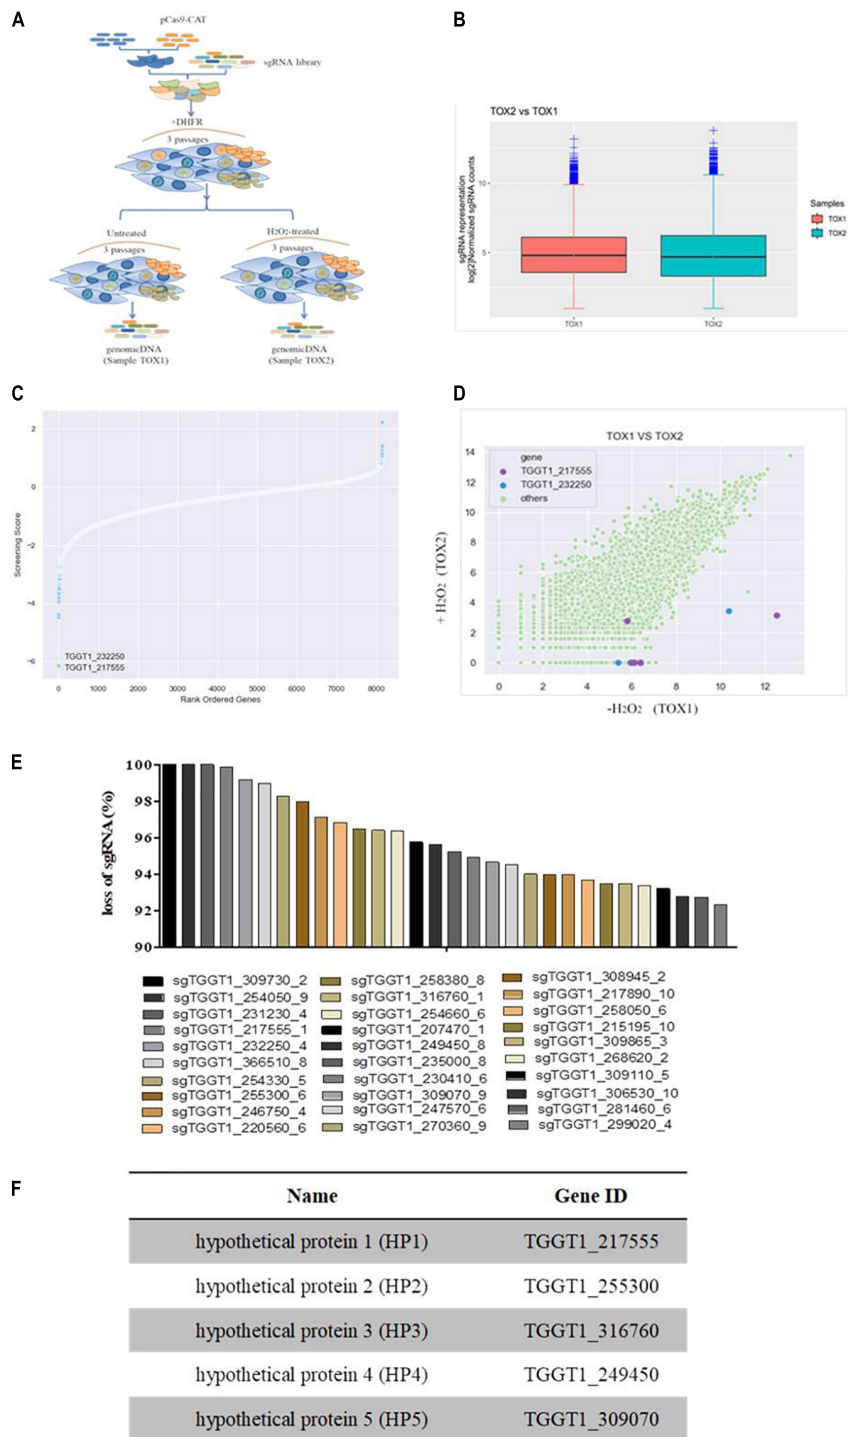 A
pCas9-CAT
sgRNA library
+DHFR
3 passages
Untreated
3 passages
H2O2-treated
3 passages
genomicDNA
(Sample TOX1)
genomicDNA
(Sample TOX2)
B
TOX2 vs TOX1
sgRNA representation
log[2]Normalized sgRNA counts
10
5
TOX1
TOX2
Samples
TOX1
TOX2
C
Screening Score
2
0
−2
−4
−6
TGGT1_232250
TGGT1_217555
0 1000 2000 3000 4000 5000 6000 7000 8000
Rank Ordered Genes
D
TOX1 VS TOX2
gene
TGGT1_217555
TGGT1_232250
others
+ H2O2 (TOX2)
14
12
10
8
6
4
2
0
0 2 4 6 8 10 12
-H2O2 (TOX1)
E
loss of sgRNA (%)
100
98
96
94
92
90
sgTGGT1_309730_2 sgTGGT1_258380_8 sgTGGT1_308945_2
sgTGGT1_254050_9 sgTGGT1_316760_1 sgTGGT1_217890_10
sgTGGT1_231230_4 sgTGGT1_254660_6 sgTGGT1_258050_6
sgTGGT1_217555_1 sgTGGT1_207470_1 sgTGGT1_215195_10
sgTGGT1_232250_4 sgTGGT1_249450_8 sgTGGT1_309865_3
sgTGGT1_366510_8 sgTGGT1_235000_8 sgTGGT1_268620_2
sgTGGT1_254330_5 sgTGGT1_230410_6 sgTGGT1_309110_5
sgTGGT1_255300_6 sgTGGT1_309070_9 sgTGGT1_306530_10
sgTGGT1_246750_4 sgTGGT1_247570_6 sgTGGT1_281460_6
sgTGGT1_220560_6 sgTGGT1_270360_9 sgTGGT1_299020_4
F
Name Gene ID
hypothetical protein 1 (HP1) TGGT1_217555
hypothetical protein 2 (HP2) TGGT1_255300
hypothetical protein 3 (HP3) TGGT1_316760
hypothetical protein 4 (HP4) TGGT1_249450
hypothetical protein 5 (HP5) TGGT1_309070